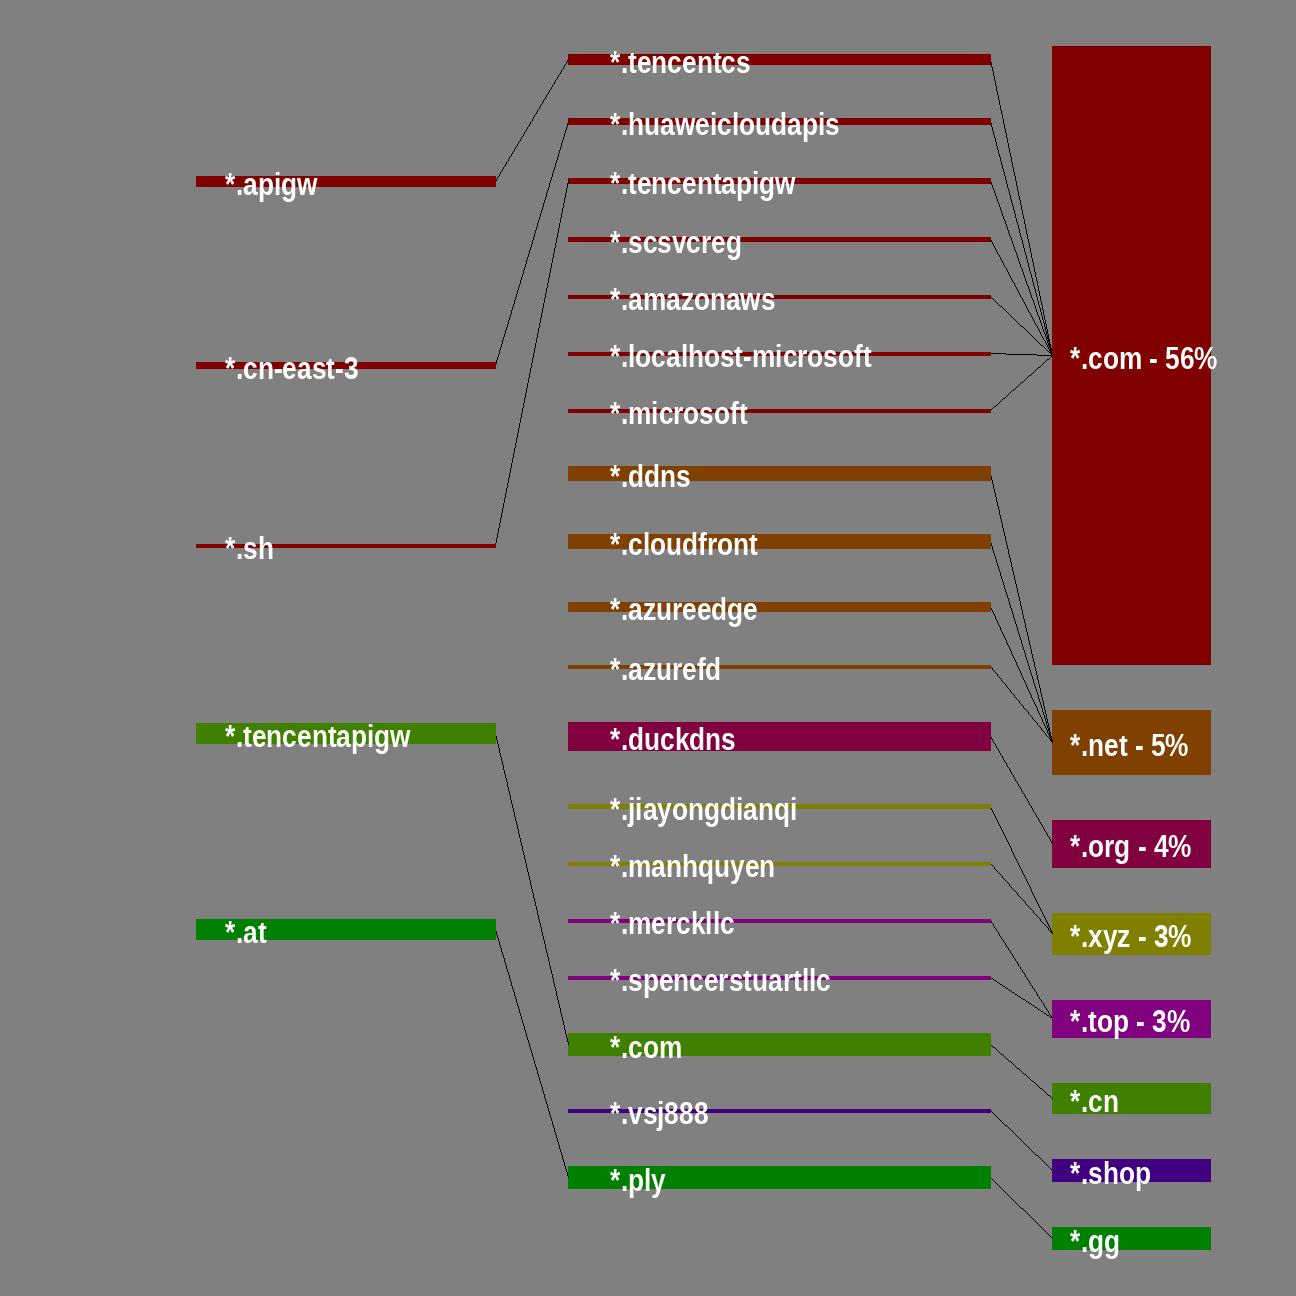 *.apigw
*.cn-east-3
*.sh
*.tencentapigw
*.at
*.tencentcs
*.huaweicloudapis
*.tencentapigw
*.scsvcreg
*.amazonaws
*.localhost-microsoft
*.microsoft
*.ddns
*.cloudfront
*.azureedge
*.azurefd
*.duckdns
*.jiayongdianqi
*.manhquyen
*.merckllc
*.spencerstuartllc
*.com
*.vsj888
*.ply
*.com - 56%
*.net - 5%
*.org - 4%
*.xyz - 3%
*.top - 3%
*.cn
*.shop
*.gg